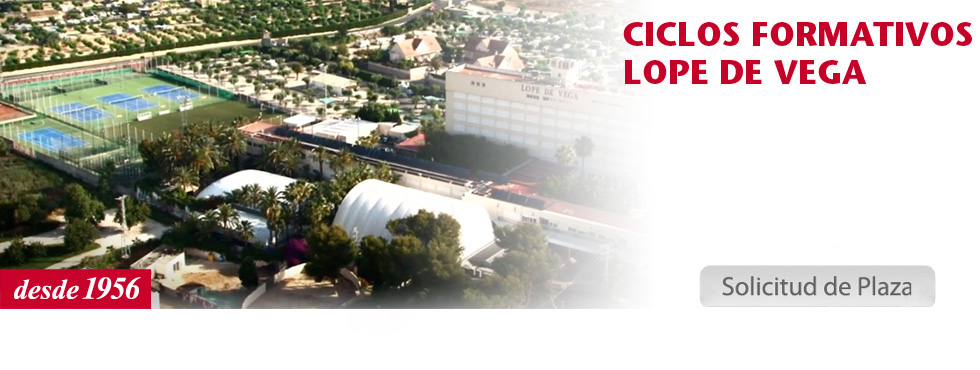 CICLOS FORMATIVOS
LOPE DE VEGA
LOPE DE VEGA
desde 1956
Solicitud de Plaza